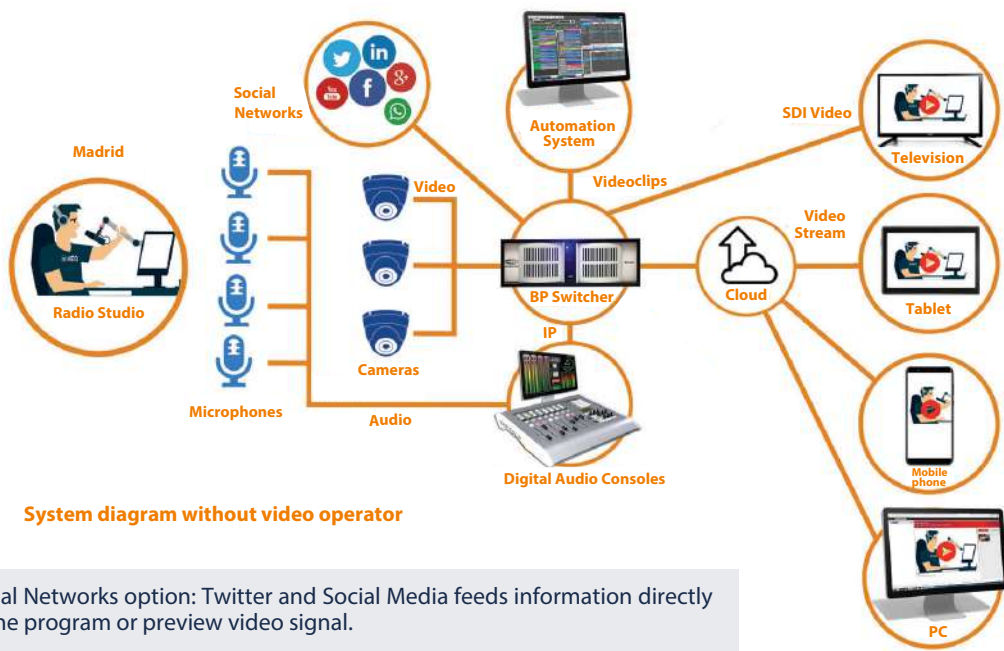 Social
Networks
Automation
System
SDI Video
Television
Madrid
Radio Studio
Microphones
Video
Cameras
Audio
Videoclips
BP Switcher
IP
Digital Audio Consoles
Cloud
Video
Stream
Tablet
Mobile
phone
PC
System diagram without video operator
al Networks option: Twitter and Social Media feeds information directly
ne program or preview video signal.